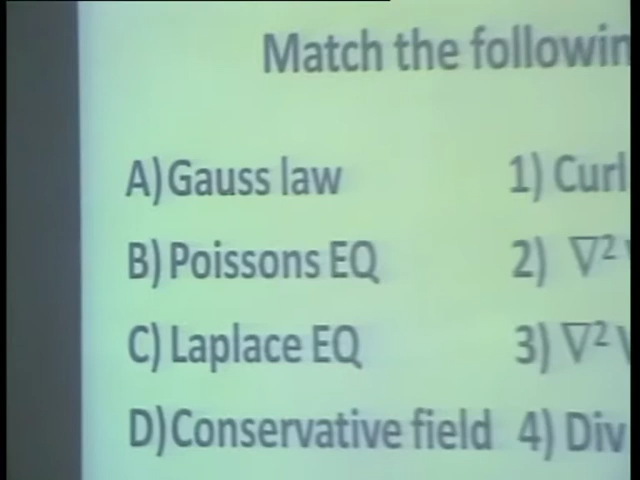 Match the followin
A) Gauss law 1) Curl
B) Poissons EQ 2) ∇²
C) Laplace EQ 3) ∇²
D) Conservative field 4) Div